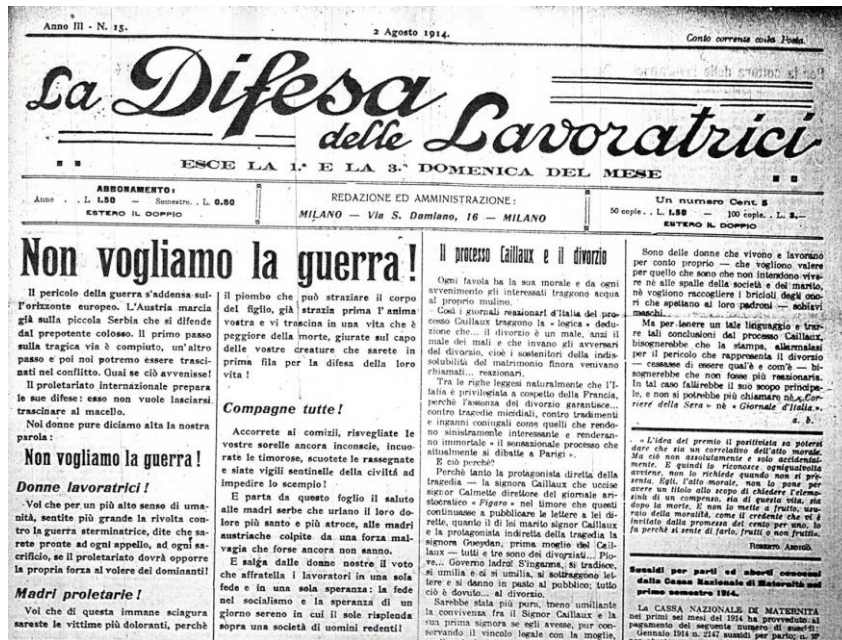 Anno III - N. 15.
2 Agosto 1914.
Conto corrente colla Posta.
La Difesa
delle Lavoratrici
ESCE LA 1.ª E LA 3.ª DOMENICA DEL MESE
ABBONAMENTO:
Anno . . L. 1.50 — Semestre. . L. 0.80
ESTERO IL DOPPIO
REDAZIONE ED AMMINISTRAZIONE:
MILANO — Via S. Damiano, 16 — MILANO
Un numero Cent. 5
50 copie. . L. 1.50 — 100 copie. . L. 3.—
ESTERO IL DOPPIO
Non vogliamo la guerra!
Il pericolo della guerra s'addensa sul-
l'orizzonte europeo. L'Austria marcia
già sulla piccola Serbia che si difende
dal prepotente colosso. Il primo passo
sulla tragica via è compiuto, un'altro
passo e poi noi potremo essere trasci-
nati nel conflitto. Quai se ciò avvenisse!
Il proletariato internazionale prepara
le sue difese: esso non vuole lasciarsi
trascinare al macello.
Noi donne pure diciamo alta la nostra
parola:
Non vogliamo la guerra!
Donne lavoratrici!
Voi che per un più alto senso di uma-
nità, sentite più grande la rivolta con-
tro la guerra sterminatrice, dite che sa-
rete pronte ad ogni appello, ad ogni sa-
crificio, se il proletariato dovrà opporre
la propria forza al volere dei dominanti!
Madri proletarie!
Voi che di questa immane sciagura
sareste le vittime più doloranti, perchè
il piombo che può straziare il corpo
del figlio, già strazia prima l'anima
vostra e vi trascina in una vita che è
peggiore della morte, giurate sul capo
delle vostre creature che sarete in
prima fila per la difesa della loro
vita!
Compagne tutte!
Accorrete ai comizii, risvegliate le
vostre sorelle ancora inconscie, incuo-
rate le timorose, scuotete le rassegnate
e siate vigili sentinelle della civiltà ad
impedire lo scempio!
E parta da questo foglio il saluto
alle madri serbe che urlano il loro do-
lore più santo e più atroce, alle madri
austriache colpite da una forza mal-
vagia che forse ancora non sanno.
E salga dalle donne nostre il voto
che affratella i lavoratori in una sola
fede e in una sola speranza: la fede
nel socialismo e la speranza di un
giorno sereno in cui il sole risplenda
sopra una società di uomini redenti!
Il processo Caillaux e il divorzio
Ogni favola ha la sua morale e da ogni
avvenimento gli interessati traggono acqua
al proprio mulino.
Così i giornali reazionarî d'Italia del pro-
cesso Caillaux traggono la « logica » dedu-
zione che... il divorzio è un male, anzi il
male dei mali e che invano gli avversari
del divorzio, cioè i sostenitori della indis-
solubilità del matrimonio finora venivano
chiamati... reazionari.
Tra le righe leggesi naturalmente che l'I-
talia è privilegiata a cospetto della Francia,
perchè l'assenza del divorzio garantisce...
contro tragedie micidiali, contro tradimenti
e inganni coniugali come quelli che rendo-
no sinistramente interessante e renderan-
no immortale « il sensazionale processo che
attualmente si dibatte a Parigi ».
E ciò perchè?
Perchè tanto la protagonista diretta della
tragedia — la signora Caillaux che uccise
signor Calmette direttore del giornale ari-
stocratico « Figaro » nel timore che questi
continuasse a pubblicare le lettere a lei di-
rette, quanto il di lei marito signor Caillaux
e la protagonista indiretta della tragedia la
signora Gueydan, prima moglie del Cail-
laux — tutti e tre sono dei divorziati... Pio-
ve... Governo ladro! S'inganna, si tradisce,
si umilia e ci si umilia, si sottraggono let-
tere e si danno in pasto al pubblico; tutto
ciò è dovuto... al divorzio.
Sarebbe stata più pura, meno umiliante
la convivenza fra il Signor Caillaux e la
sua prima signora se egli avesse, pur con-
servando il vincolo legale con la moglie,
Sono delle donne che vivono e lavorano
per conto proprio — che vogliono valere
per quello che sono che non intendono viva-
re nè alle spalle della società e del marito,
nè vogliono raccogliere i bricioli degli ono-
ri che spettano ai loro padroni — schiavi
maschi...
Ma per tenere un tale linguaggio e trar-
re tali conclusioni dal processo Caillaux,
bisognerebbe che la stampa, allarmatasi
per il pericolo che rappresenta il divorzio
— cessasse di essere qual'è e com'è — bi-
sognerebbe che non fosse più reazionaria.
In tal caso fallirebbe il suo scopo principa-
le, e non si potrebbe più chiamare nè « Cor-
riere della Sera » nè « Giornale d'Italia ».
a. b.
« L'idea del premio il positivista sa potersi
dare che sia un correlativo dell'atto morale.
Ma ciò non assolutamente e solo accidental-
mente. E quindi lo riconosce, ogniqualvolta
avviene, non lo richiede quando non si pre-
senta. Egli, l'atto morale, non lo pone per
avere un titolo allo scopo di chiedere l'elemo-
sina di un compenso, sia di questa vita, sia
dopo la morte. E non lo mette a frutto, usu-
raio della moralità, come il credente che vi è
invitato dalla promessa del cento per uno, lo
fa perchè si sente di farlo, frutti o non frutti».
ROBERTO ARDIGÒ.
Sussidi per parti ed aborti concessi
dalla Cassa Nazionale di Maternità nel
primo semestre 1914.
La CASSA NAZIONALE DI MATERNITÀ
nei primi sei mesi del 1914 ha provveduto al
pagamento del seguente numero di sussidi:
Gennaio 1914 n. 2147 sussidi per parto; n.